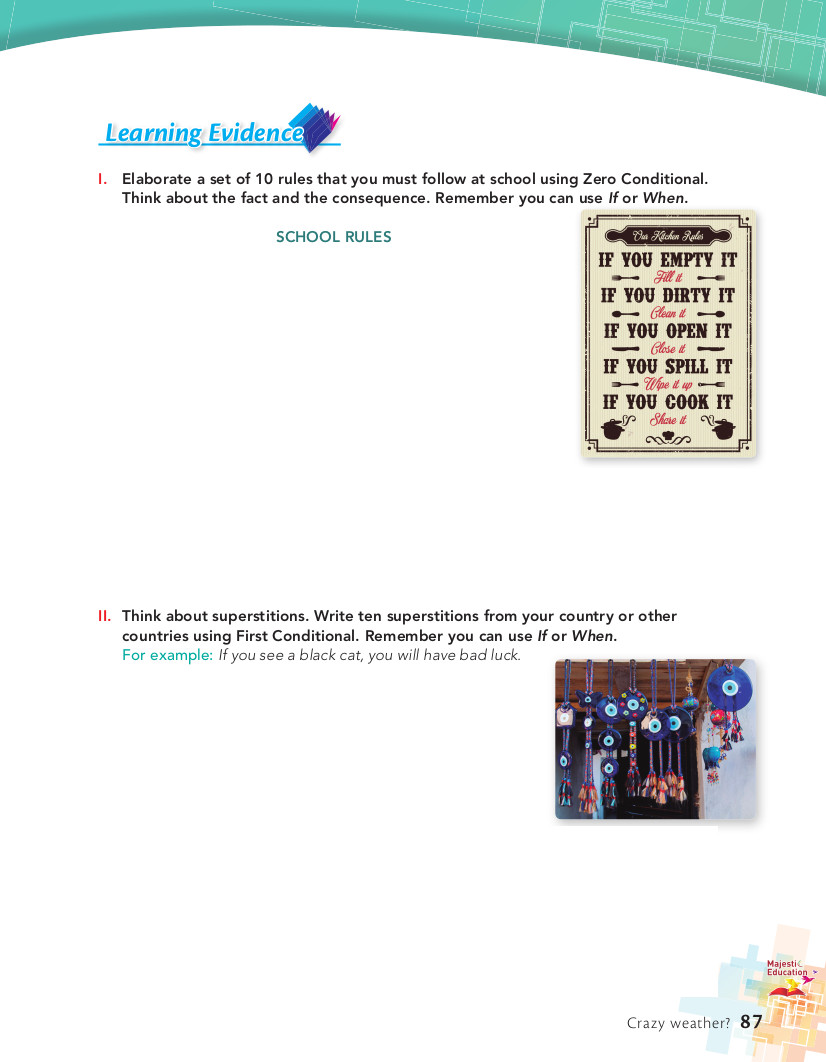 Learning Evidence
I. Elaborate a set of 10 rules that you must follow at school using Zero Conditional.
Think about the fact and the consequence. Remember you can use If or When.
SCHOOL RULES
Our Kitchen Rules
IF YOU EMPTY IT
Fill it
IF YOU DIRTY IT
Clean it
IF YOU OPEN IT
Close it
IF YOU SPILL IT
Wipe it up
IF YOU COOK IT
Share it
II. Think about superstitions. Write ten superstitions from your country or other
countries using First Conditional. Remember you can use If or When.
For example: If you see a black cat, you will have bad luck.
Majestic
Education
Crazy weather? 87